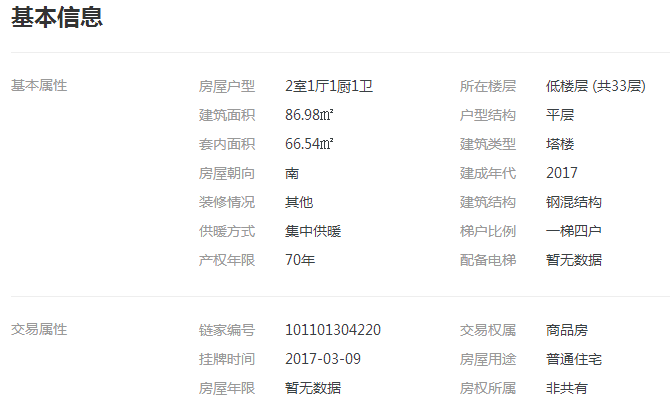 基本信息
基本属性 房屋户型 2室1厅1厨1卫 所在楼层 低楼层 (共33层)
建筑面积 86.98㎡ 户型结构 平层
套内面积 66.54㎡ 建筑类型 塔楼
房屋朝向 南 建成年代 2017
装修情况 其他 建筑结构 钢混结构
供暖方式 集中供暖 梯户比例 一梯四户
产权年限 70年 配备电梯 暂无数据
交易属性 链家编号 101101304220 交易权属 商品房
挂牌时间 2017-03-09 房屋用途 普通住宅
房屋年限 暂无数据 房权所属 非共有